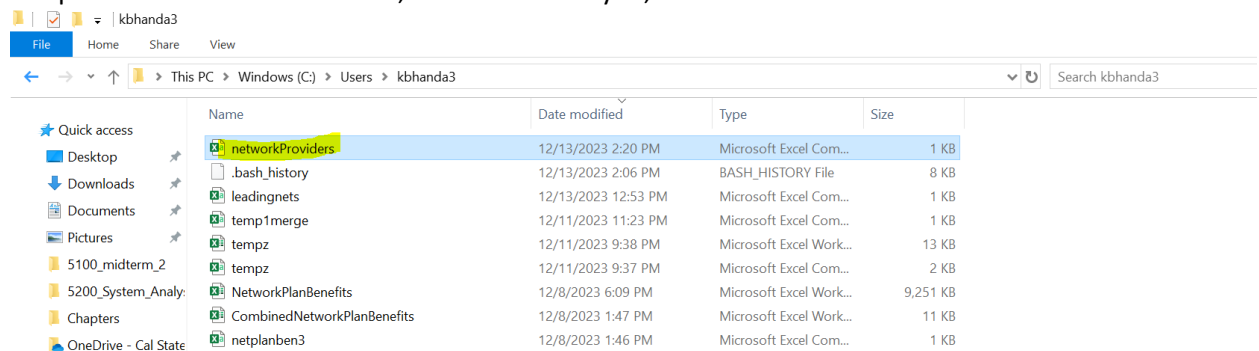 kbhanda3
File Home Share View
This PC > Windows (C:) > Users > kbhanda3 Search kbhanda3
Name Date modified Type Size
Quick access
Desktop
Downloads
Documents
Pictures
5100_midterm_2
5200_System_Analy
Chapters
OneDrive - Cal State
networkProviders 12/13/2023 2:20 PM Microsoft Excel Com... 1 KB
.bash_history 12/13/2023 2:06 PM BASH_HISTORY File 8 KB
leadingnets 12/13/2023 12:53 PM Microsoft Excel Com... 1 KB
temp1merge 12/11/2023 11:23 PM Microsoft Excel Com... 1 KB
tempz 12/11/2023 9:38 PM Microsoft Excel Work... 13 KB
tempz 12/11/2023 9:37 PM Microsoft Excel Com... 2 KB
NetworkPlanBenefits 12/8/2023 6:09 PM Microsoft Excel Work... 9,251 KB
CombinedNetworkPlanBenefits 12/8/2023 1:47 PM Microsoft Excel Work... 11 KB
netplanben3 12/8/2023 1:46 PM Microsoft Excel Com... 1 KB